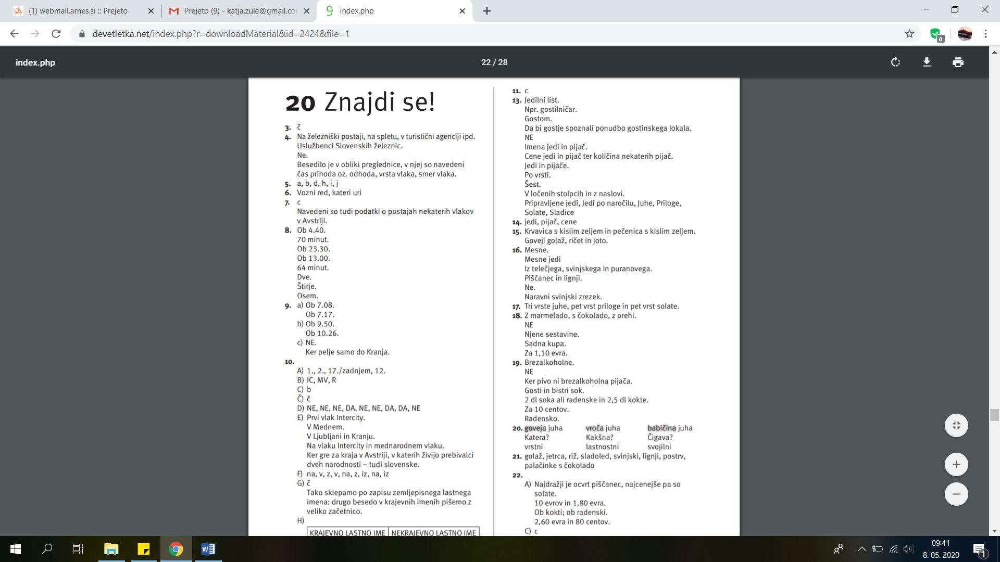 (1) webmail.arnes.si :: Prejeto
Prejeto (9) - katja.zule@gmail.co
index.php
devetletka.net/index.php?r=downloadMaterial&id=2424&file=1
0
index.php
22 / 28
20 Znajdi se!
3. č
4. Na železniški postaji, na spletu, v turistični agenciji ipd.
Uslužbenci Slovenskih železnic.
Ne.
Besedilo je v obliki preglednice, v njej so navedeni
čas prihoda oz. odhoda, vrsta vlaka, smer vlaka.
5. a, b, d, h, i, j
6. Vozni red, kateri uri
7. c
Navedeni so tudi podatki o postajah nekaterih vlakov
v Avstriji.
8. Ob 4.40.
70 minut.
Ob 23.30.
Ob 13.00.
64 minut.
Dve.
Štirje.
Osem.
9. a) Ob 7.08.
Ob 7.17.
b) Ob 9.50.
Ob 10.26.
c) NE.
Ker pelje samo do Kranja.
10.
A) 1., 2., 17./zadnjem, 12.
B) IC, MV, R
C) b
Č) č
D) NE, NE, NE, DA, NE, NE, DA, DA, NE
E) Prvi vlak Intercity.
V Mednem.
V Ljubljani in Kranju.
Na vlaku Intercity in mednarodnem vlaku.
Ker gre za kraja v Avstriji, v katerih živijo prebivalci
dveh narodnosti – tudi slovenske.
F) na, v, z, v, na, z, iz, na, iz
G) č
Tako sklepamo po zapisu zemljepisnega lastnega
imena: drugo besedo v krajevnih imenih pišemo z
veliko začetnico.
H)
KRAJEVNO LASTNO IME NEKRAJEVNO LASTNO IME
11. c
13. Jedilni list.
Npr. gostilničar.
Gostom.
Da bi gostje spoznali ponudbo gostinskega lokala.
NE
Imena jedi in pijač.
Cene jedi in pijač ter količina nekaterih pijač.
Jedi in pijače.
Po vrsti.
Šest.
V ločenih stolpcih in z naslovi.
Pripravljene jedi, Jedi po naročilu, Juhe, Priloge,
Solate, Sladice
14. jedi, pijač, cene
15. Krvavica s kislim zeljem in pečenica s kislim zeljem.
Goveji golaž, ričet in joto.
16. Mesne.
Mesne jedi
Iz telečjega, svinjskega in puranovega.
Piščanec in lignji.
Ne.
Naravni svinjski zrezek.
17. Tri vrste juhe, pet vrst priloge in pet vrst solate.
18. Z marmelado, s čokolado, z orehi.
NE
Njene sestavine.
Sadna kupa.
Za 1,10 evra.
19. Brezalkoholne.
NE
Ker pivo ni brezalkoholna pijača.
Gosti in bistri sok.
2 dl soka ali radenske in 2,5 dl kokte.
Za 10 centov.
Radensko.
20. goveja juha vroča juha babičina juha
Katera? Kakšna? Čigava?
vrstni lastnostni svojilni
21. golaž, jetrca, riž, sladoled, svinjski, lignji, postrv,
palačinke s čokolado
22.
A) Najdražji je ocvrt piščanec, najcenejše pa so
solate.
10 evrov in 1,80 evra.
Ob kokti; ob radenski.
2,60 evra in 80 centov.
C) c
09:41
8. 05. 2020
1